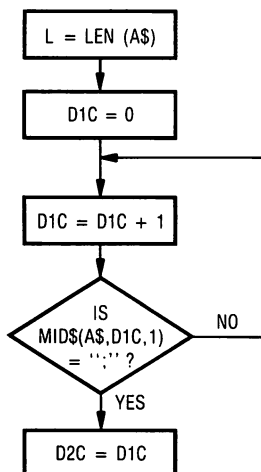 L = LEN (A$)
D1C = 0
D1C = D1C + 1
IS
MID$(A$,D1C,1)
= '';'' ?
NO
YES
D2C = D1C